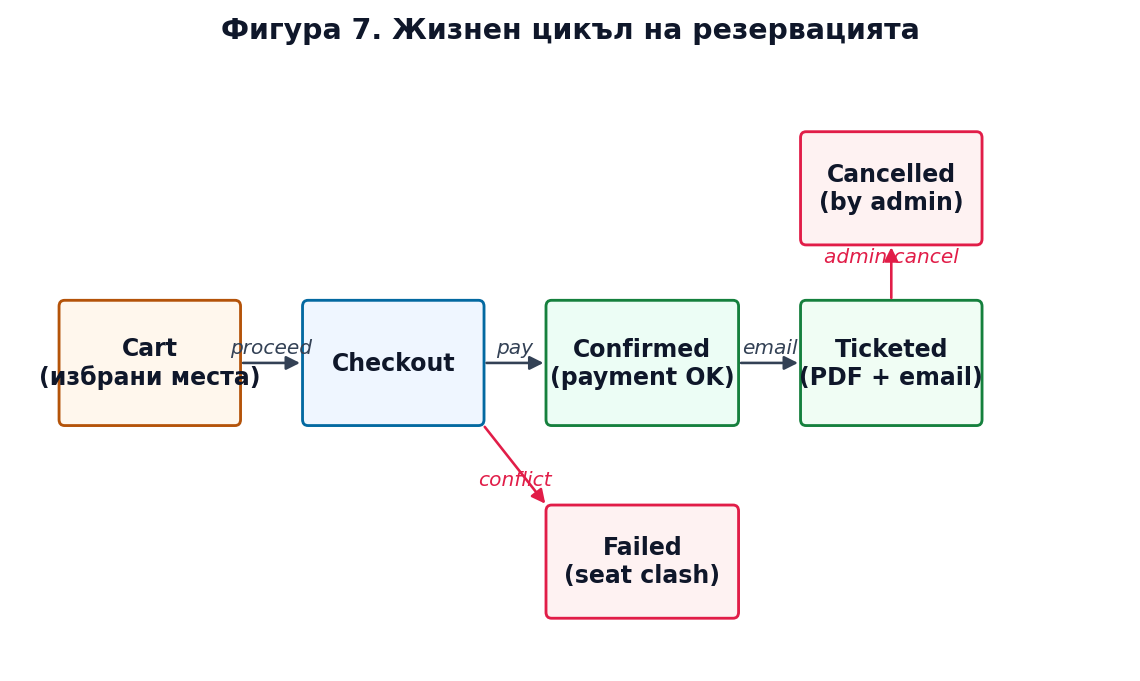 Фигура 7. Жизнен цикъл на резервацията
Cancelled
(by admin)
admin cancel
Cart
(избрани места)
proceed
Checkout
pay
Confirmed
(payment OK)
email
Ticketed
(PDF + email)
conflict
Failed
(seat clash)